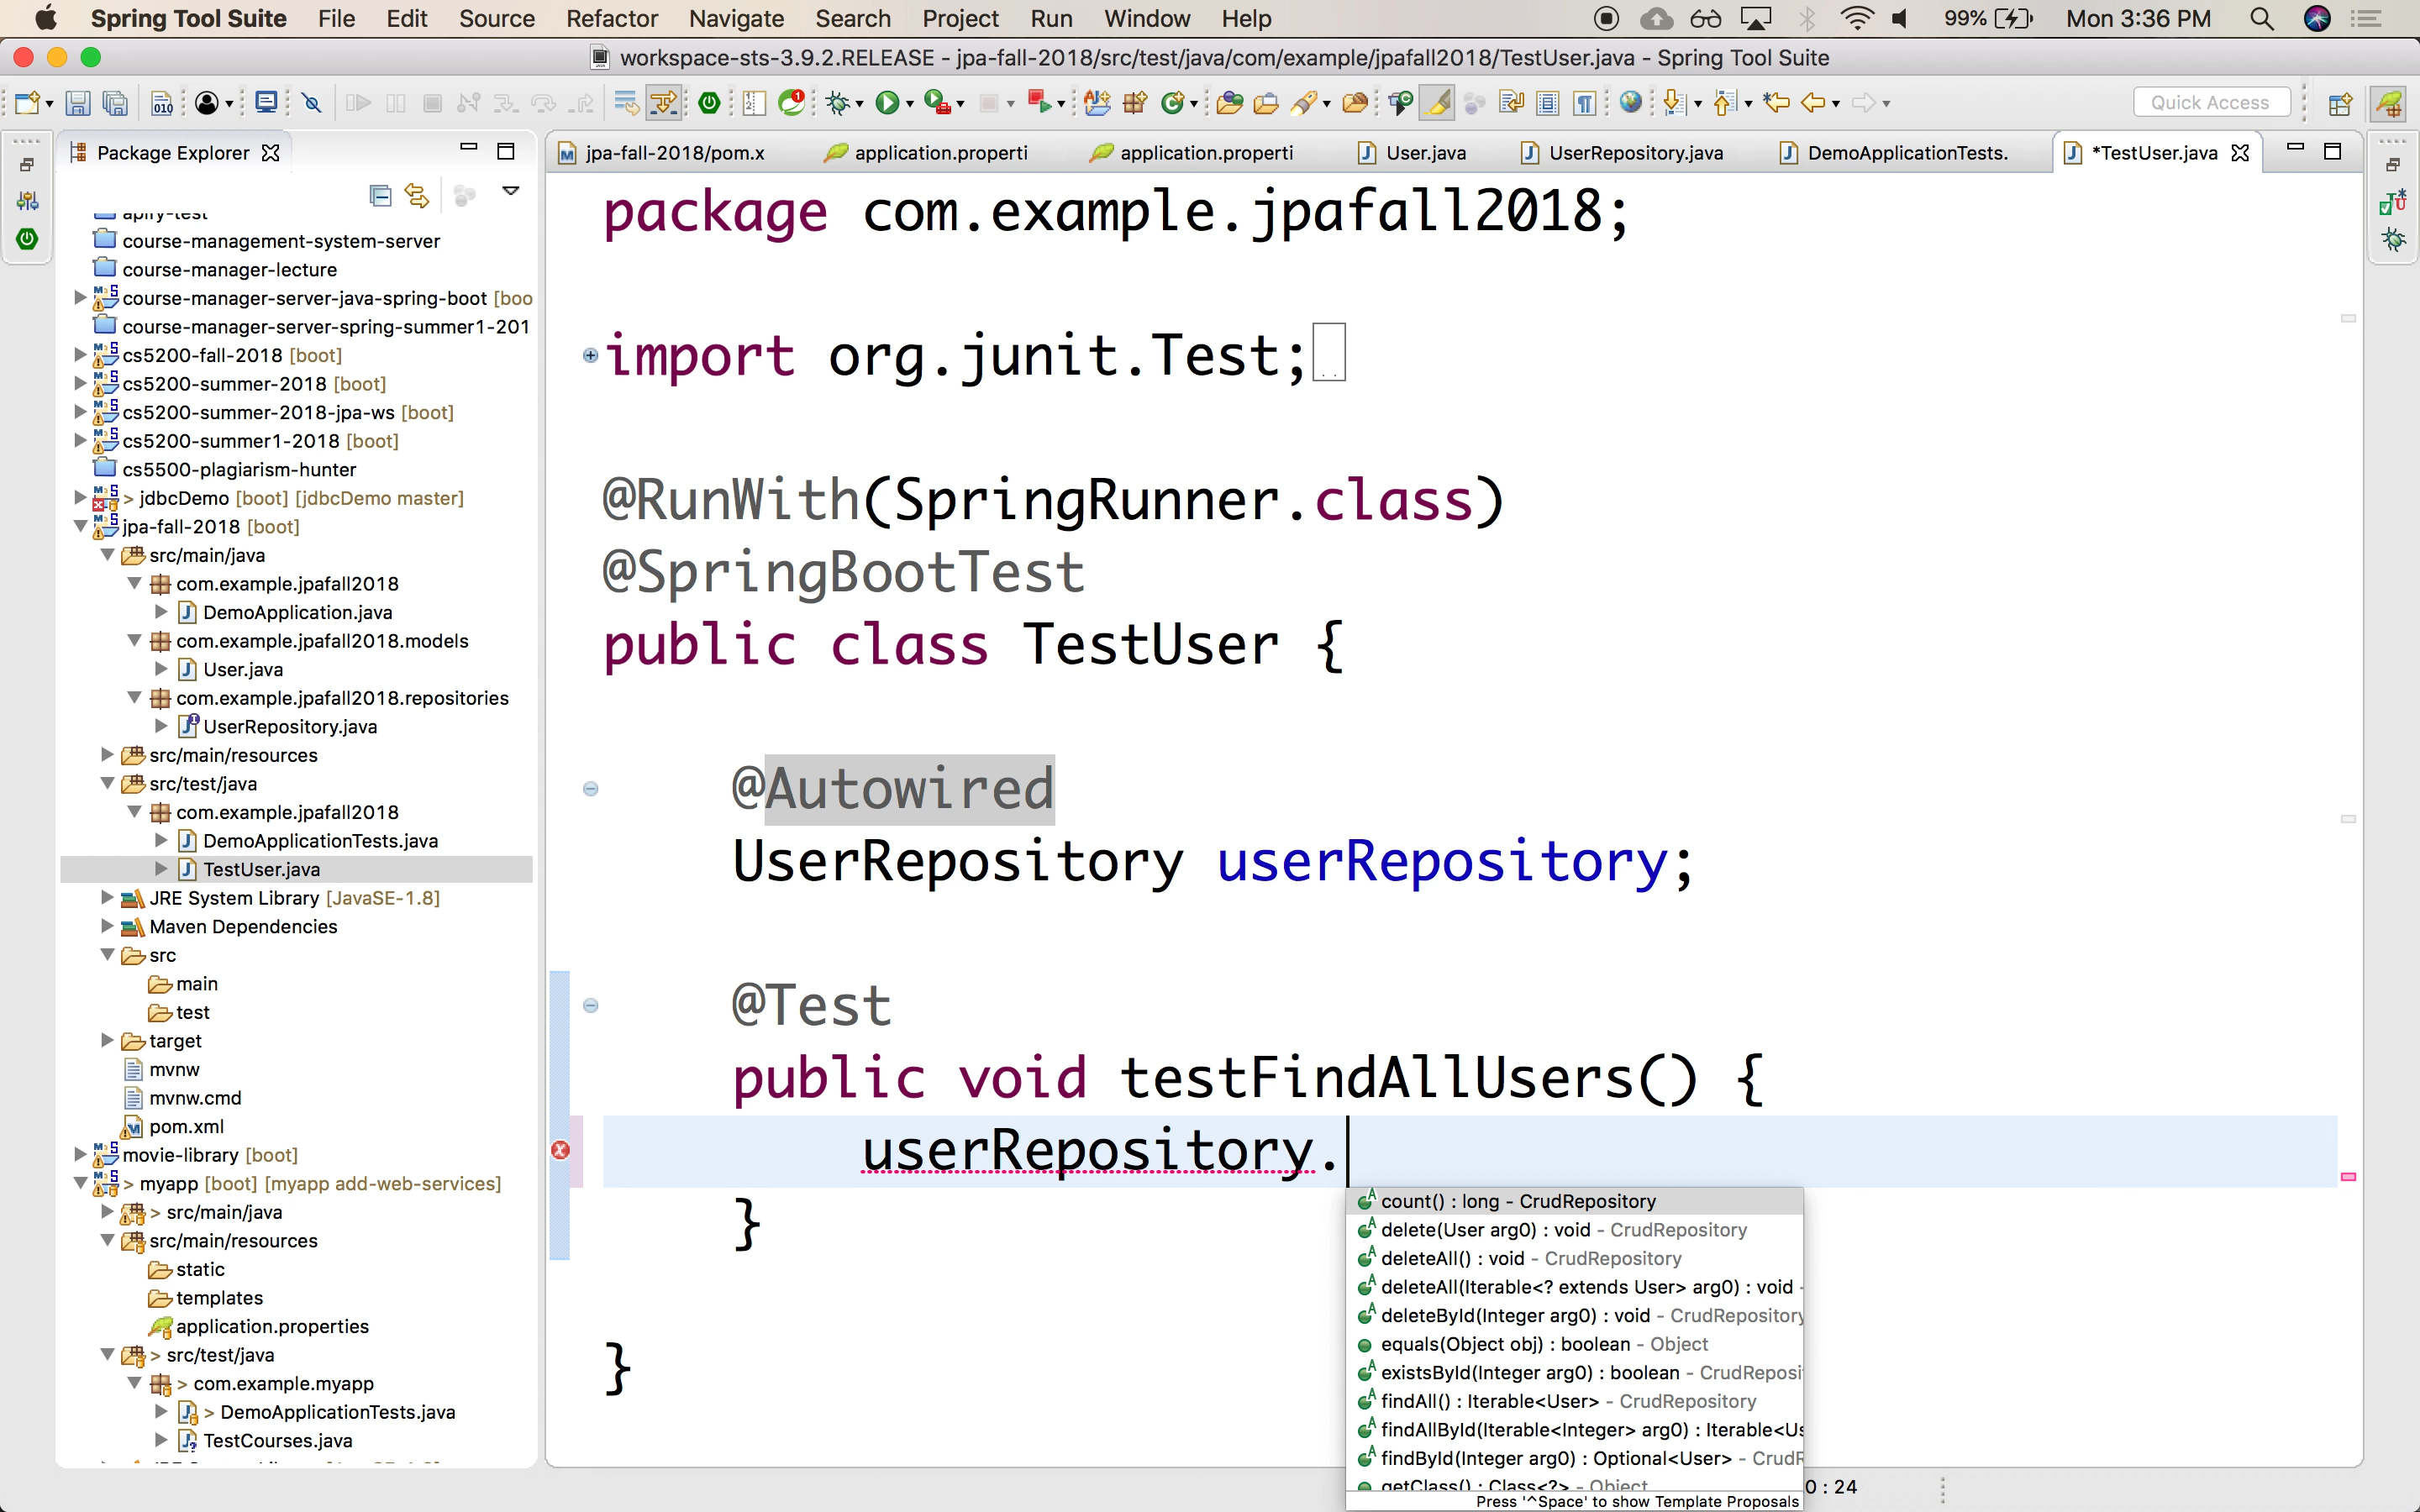 Spring Tool Suite File Edit Source Refactor Navigate Search Project Run Window Help 99% Mon 3:36 PM
workspace-sts-3.9.2.RELEASE - jpa-fall-2018/src/test/java/com/example/jpafall2018/TestUser.java - Spring Tool Suite
Quick Access
Package Explorer
jpa-fall-2018/pom.x application.properti application.properti User.java UserRepository.java DemoApplicationTests. *TestUser.java
apify-test
course-management-system-server
course-manager-lecture
course-manager-server-java-spring-boot [boo
course-manager-server-spring-summer1-201
cs5200-fall-2018 [boot]
cs5200-summer-2018 [boot]
cs5200-summer-2018-jpa-ws [boot]
cs5200-summer1-2018 [boot]
cs5500-plagiarism-hunter
> jdbcDemo [boot] [jdbcDemo master]
jpa-fall-2018 [boot]
src/main/java
com.example.jpafall2018
DemoApplication.java
com.example.jpafall2018.models
User.java
com.example.jpafall2018.repositories
UserRepository.java
src/main/resources
src/test/java
com.example.jpafall2018
DemoApplicationTests.java
TestUser.java
JRE System Library [JavaSE-1.8]
Maven Dependencies
src
main
test
target
mvnw
mvnw.cmd
pom.xml
movie-library [boot]
> myapp [boot] [myapp add-web-services]
> src/main/java
src/main/resources
static
templates
application.properties
> src/test/java
> com.example.myapp
> DemoApplicationTests.java
TestCourses.java
package com.example.jpafall2018;
import org.junit.Test;
@RunWith(SpringRunner.class)
@SpringBootTest
public class TestUser {
@Autowired
UserRepository userRepository;
@Test
public void testFindAllUsers() {
userRepository.
}
}
count() : long - CrudRepository
delete(User arg0) : void - CrudRepository
deleteAll() : void - CrudRepository
deleteAll(Iterable<? extends User> arg0) : void -
deleteById(Integer arg0) : void - CrudRepository
equals(Object obj) : boolean - Object
existsById(Integer arg0) : boolean - CrudReposi
findAll() : Iterable<User> - CrudRepository
findAllById(Iterable<Integer> arg0) : Iterable<Us
findById(Integer arg0) : Optional<User> - CrudR
getClass() : Class<?> - Object
Press '^Space' to show Template Proposals
0 : 24